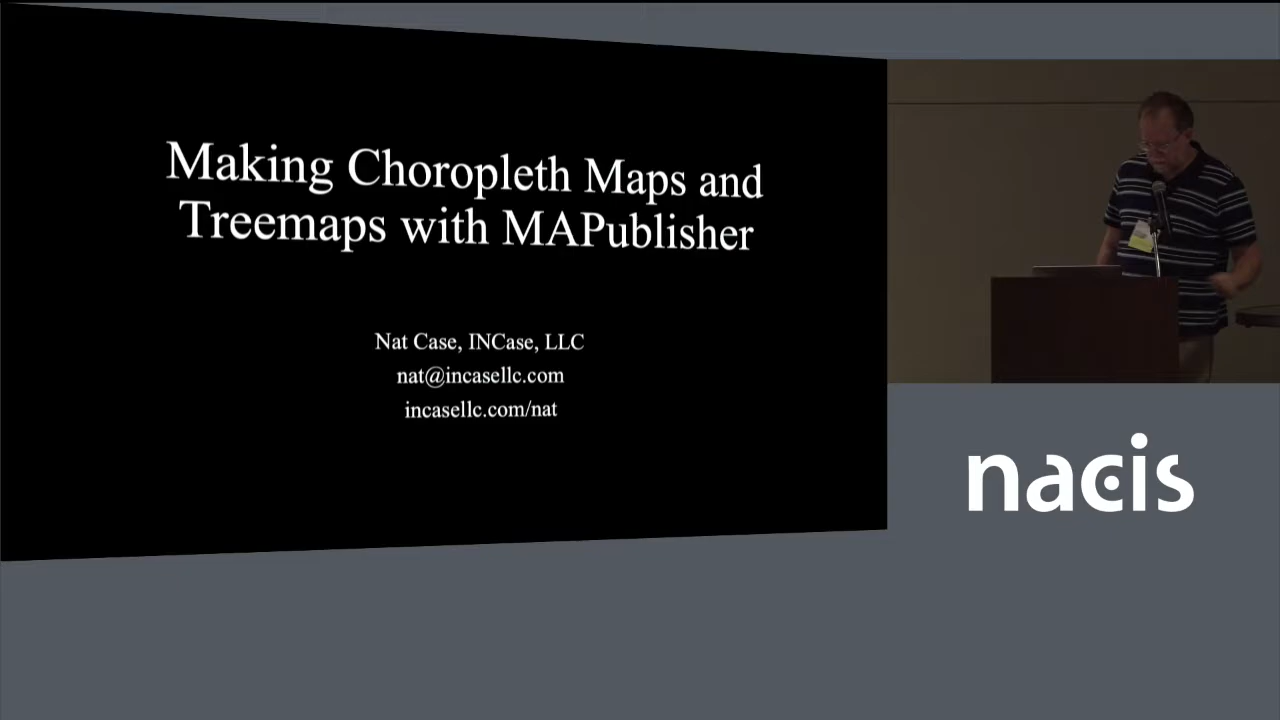 Making Choropleth Maps and
Treemaps with MAPublisher
Nat Case, INCase, LLC
nat@incasellc.com
incasellc.com/nat
nacis